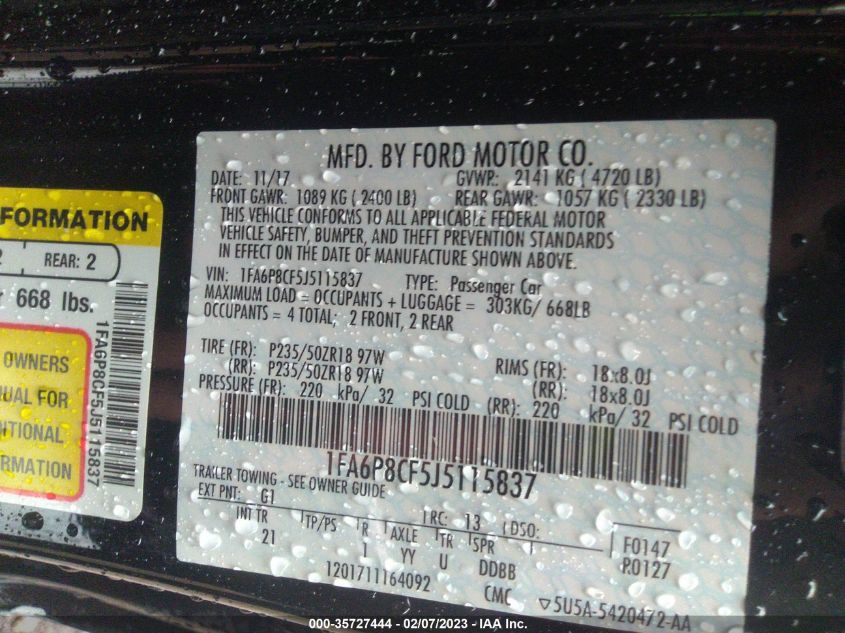 FORMATION
REAR: 2
668 lbs.
OWNERS
UAL FOR
ITIONAL
RMATION
1FA6P8CF5J5115837
MFD. BY FORD MOTOR CO.
DATE: 11/17 GVWR: 2141 KG ( 4720 LB)
FRONT GAWR: 1089 KG ( 2400 LB) REAR GAWR: 1057 KG ( 2330 LB)
THIS VEHICLE CONFORMS TO ALL APPLICABLE FEDERAL MOTOR
VEHICLE SAFETY, BUMPER, AND THEFT PREVENTION STANDARDS
IN EFFECT ON THE DATE OF MANUFACTURE SHOWN ABOVE.
VIN: 1FA6P8CF5J5115837 TYPE: Passenger Car
MAXIMUM LOAD = OCCUPANTS + LUGGAGE = 303KG/ 668LB
OCCUPANTS = 4 TOTAL; 2 FRONT, 2 REAR
TIRE (FR): P235/50ZR18 97W RIMS (FR): 18x8.0J
(RR): P235/50ZR18 97W (RR): 18x8.0J
PRESSURE (FR): 220 kPa/ 32 PSI COLD (RR): 220 kPa/ 32 PSI COLD
1FA6P8CF5J5115837
TRAILER TOWING - SEE OWNER GUIDE
EXT PNT: G1 RC: 13 DSO:
INT TR TP/PS R AXLE TR SPR F0147
21 I YY U DDBB R0127
1201711164092 CMC 5U5A-5420472-AA
000-35727444 - 02/07/2023 - IAA Inc.